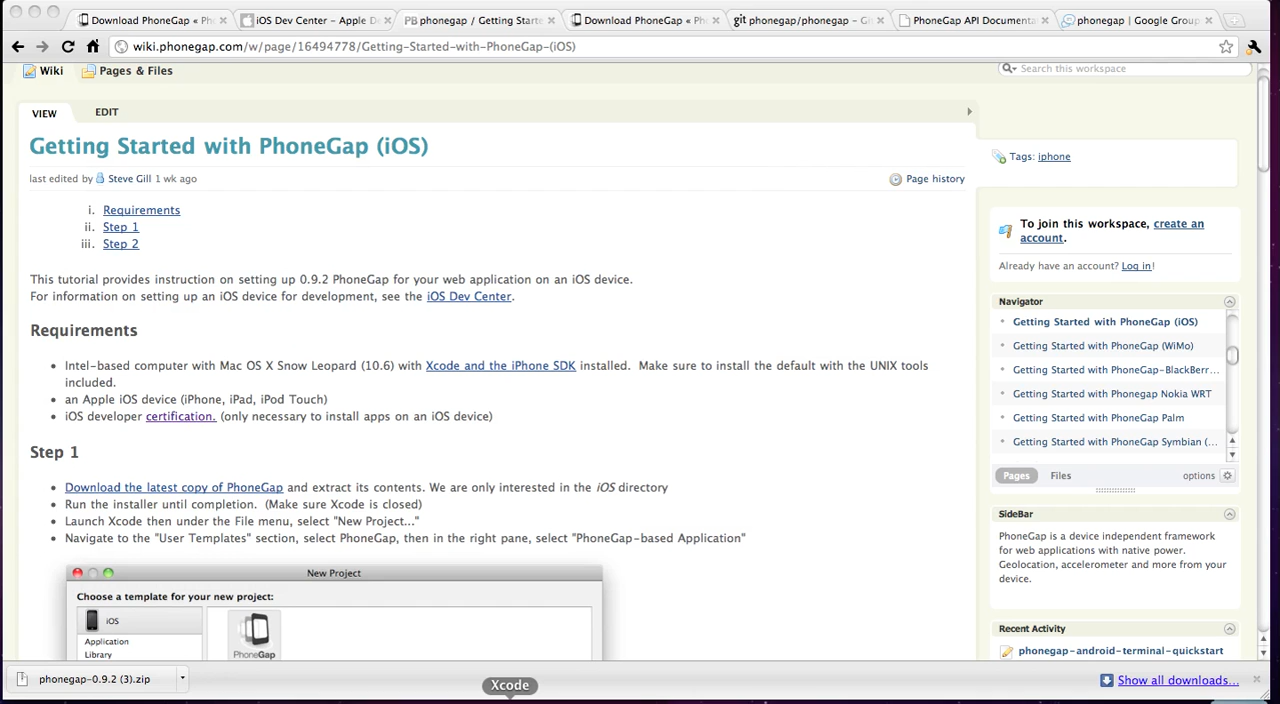 Download PhoneGap « P
iOS Dev Center - Apple D
PB phonegap / Getting Start
Download PhoneGap « P
git phonegap/phonegap - G
PhoneGap API Documenta
phonegap | Google Group
wiki.phonegap.com/w/page/16494778/Getting-Started-with-PhoneGap-(iOS)
Wiki
Pages & Files
Search this workspace
VIEW
EDIT
Getting Started with PhoneGap (iOS)
last edited by Steve Gill 1 wk ago
Page history
i. Requirements
ii. Step 1
iii. Step 2
This tutorial provides instruction on setting up 0.9.2 PhoneGap for your web application on an iOS device.
For information on setting up an iOS device for development, see the iOS Dev Center.
Requirements
• Intel-based computer with Mac OS X Snow Leopard (10.6) with Xcode and the iPhone SDK installed. Make sure to install the default with the UNIX tools
included.
• an Apple iOS device (iPhone, iPad, iPod Touch)
• iOS developer certification. (only necessary to install apps on an iOS device)
Step 1
• Download the latest copy of PhoneGap and extract its contents. We are only interested in the iOS directory
• Run the installer until completion. (Make sure Xcode is closed)
• Launch Xcode then under the File menu, select "New Project..."
• Navigate to the "User Templates" section, select PhoneGap, then in the right pane, select "PhoneGap-based Application"
New Project
Choose a template for your new project:
iOS
Application
Library
PhoneGap
Tags: iphone
To join this workspace, create an
account.
Already have an account? Log in!
Navigator
Getting Started with PhoneGap (iOS)
Getting Started with PhoneGap (WiMo)
Getting Started with PhoneGap-BlackBerr...
Getting Started with Phonegap Nokia WRT
Getting Started with PhoneGap Palm
Getting Started with PhoneGap Symbian (...
Pages
Files
options
SideBar
PhoneGap is a device independent framework
for web applications with native power.
Geolocation, accelerometer and more from your
device.
Recent Activity
phonegap-android-terminal-quickstart
phonegap-0.9.2 (3).zip
Xcode
Show all downloads...